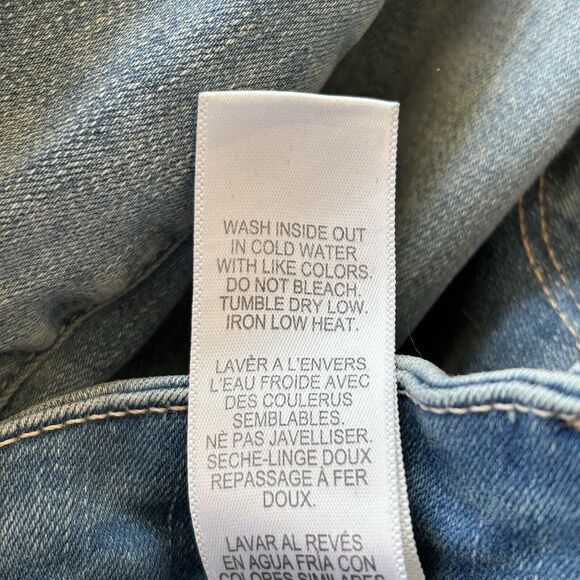 WASH INSIDE OUT
IN COLD WATER
WITH LIKE COLORS.
DO NOT BLEACH.
TUMBLE DRY LOW.
IRON LOW HEAT.
LAVÈR A L'ENVERS
L'EAU FROIDE AVEC
DES COULERUS
SEMBLABLES.
NÈ PAS JAVELLISER.
SECHE-LINGE DOUX
REPASSAGE À FER
DOUX.
LAVAR AL REVÉS
EN AGUA FRIA CON
COLORES SIMILARES